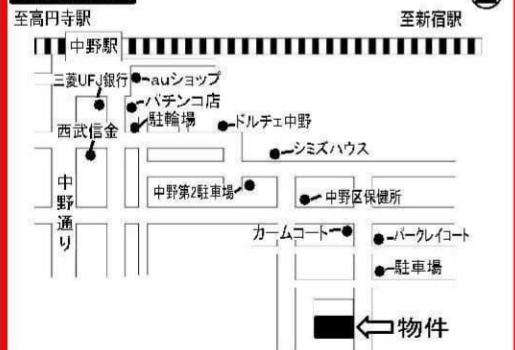 至高円寺駅
至新宿駅
中野駅
三菱UFJ銀行
auショップ
パチンコ店
駐輪場
ドルチェ中野
西武信金
シミズハウス
中野通り
中野第2駐車場
中野区保健所
カームコート
パークレイコート
駐車場
物件